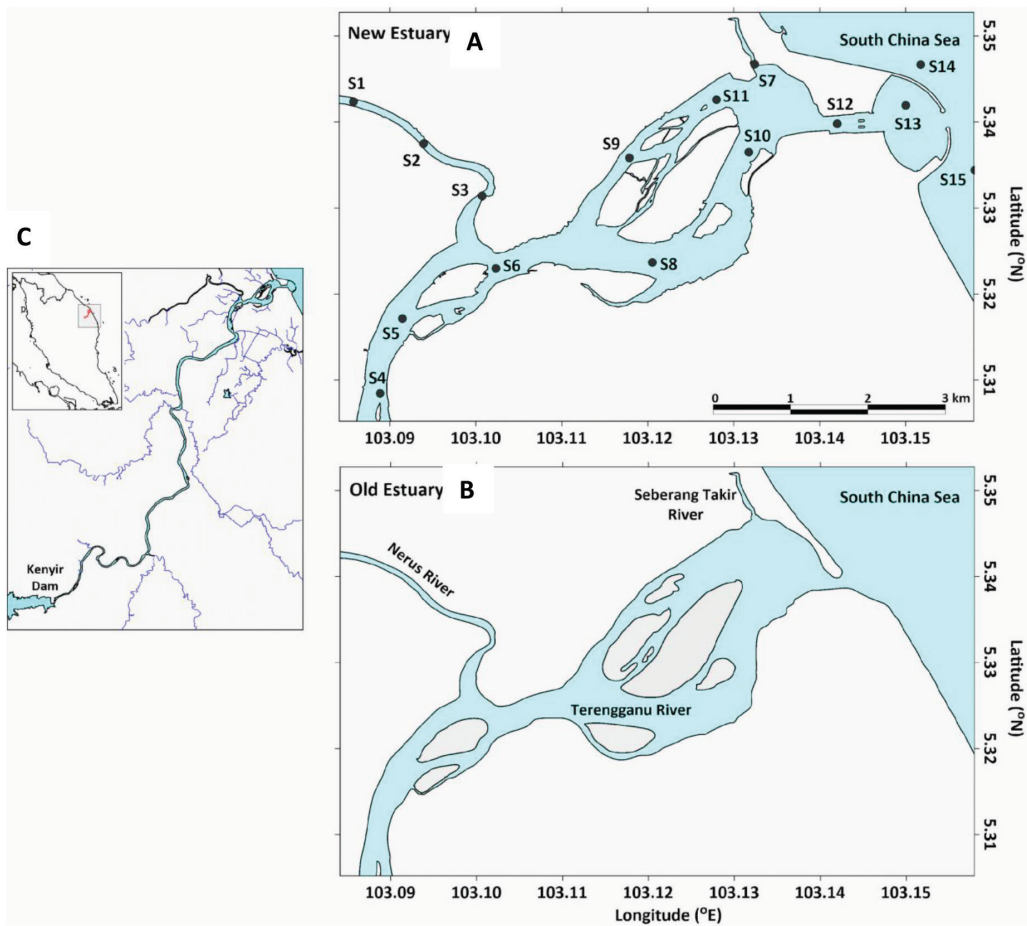 New Estuary
A
South China Sea
S1
S2
S3
S4
S5
S6
S7
S8
S9
S10
S11
S12
S13
S14
S15
5.35
5.34
5.33
5.32
5.31
Latitude (°N)
0 1 2 3 km
103.09 103.10 103.11 103.12 103.13 103.14 103.15
C
Kenyir
Dam
Old Estuary
B
Seberang Takir
River
South China Sea
Nerus River
Terengganu River
5.35
5.34
5.33
5.32
5.31
Latitude (°N)
103.09 103.10 103.11 103.12 103.13 103.14 103.15
Longitude (°E)